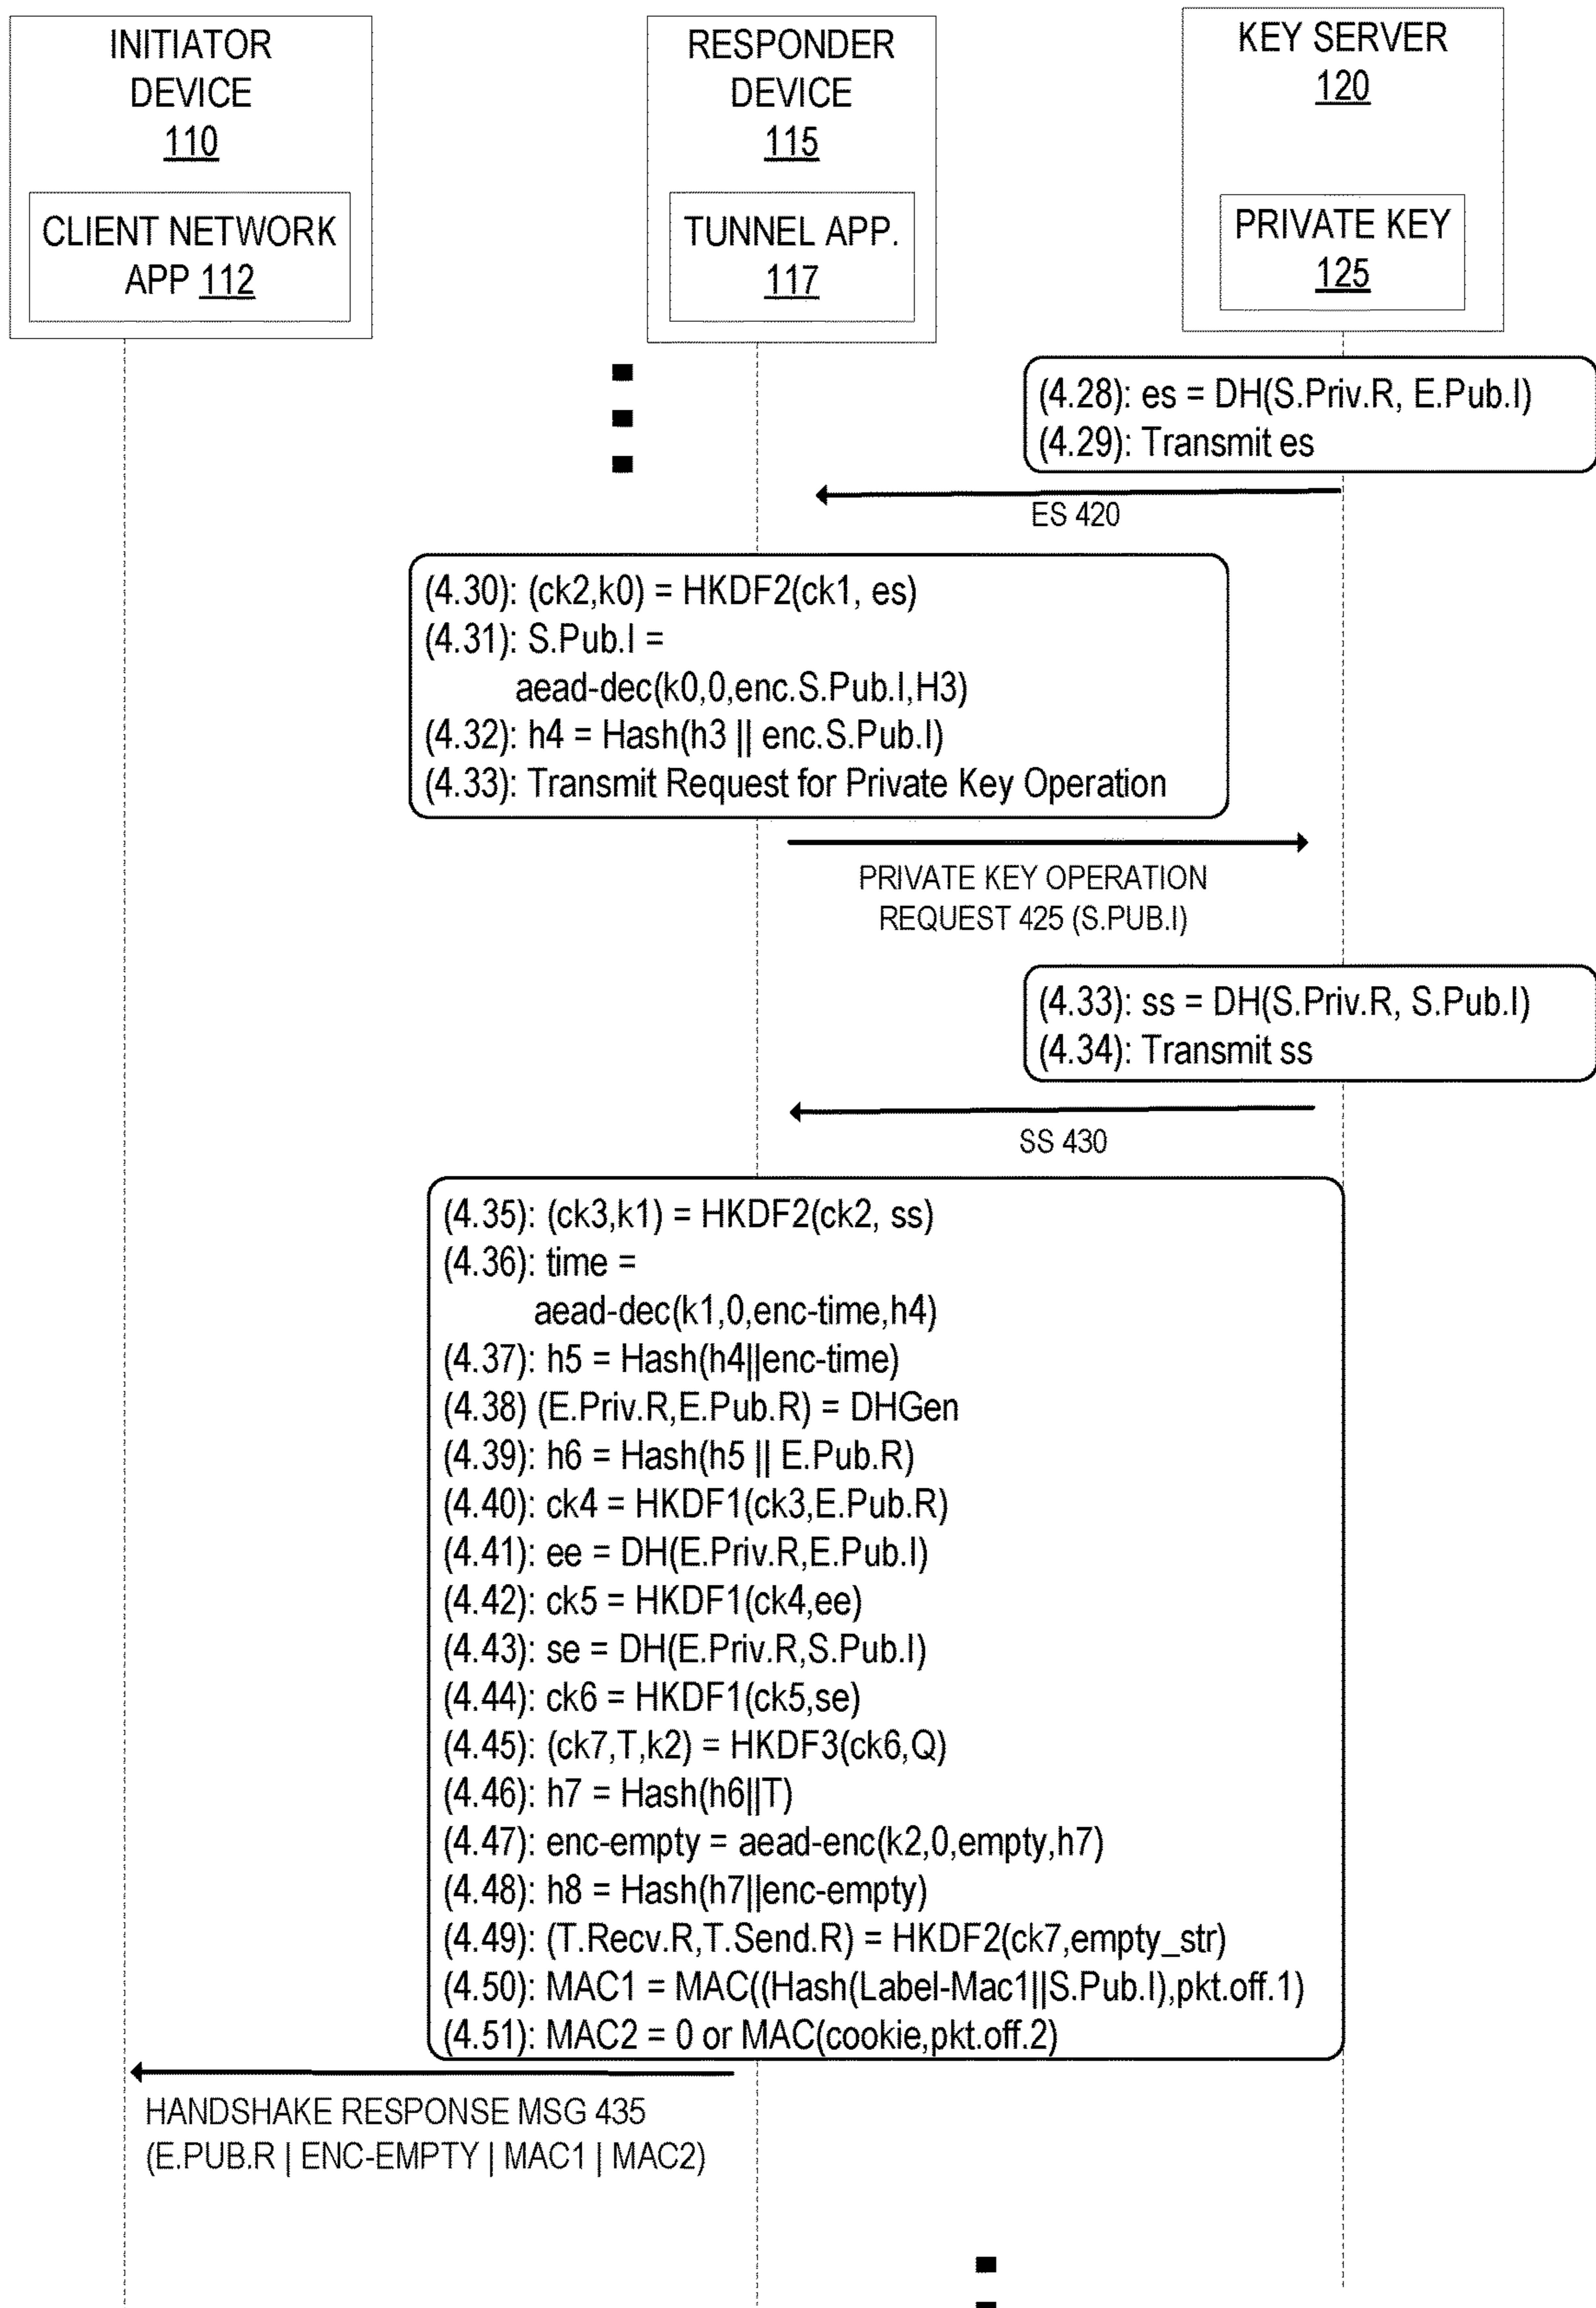 INITIATOR
DEVICE
110
CLIENT NETWORK
APP 112
RESPONDER
DEVICE
115
TUNNEL APP.
117
KEY SERVER
120
PRIVATE KEY
125
(4.28): es = DH(S.Priv.R, E.Pub.I)
(4.29): Transmit es
ES 420
(4.30): (ck2,k0) = HKDF2(ck1, es)
(4.31): S.Pub.I =
aead-dec(k0,0,enc.S.Pub.I,H3)
(4.32): h4 = Hash(h3 || enc.S.Pub.I)
(4.33): Transmit Request for Private Key Operation
PRIVATE KEY OPERATION
REQUEST 425 (S.PUB.I)
(4.33): ss = DH(S.Priv.R, S.Pub.I)
(4.34): Transmit ss
SS 430
(4.35): (ck3,k1) = HKDF2(ck2, ss)
(4.36): time =
aead-dec(k1,0,enc-time,h4)
(4.37): h5 = Hash(h4||enc-time)
(4.38) (E.Priv.R,E.Pub.R) = DHGen
(4.39): h6 = Hash(h5 || E.Pub.R)
(4.40): ck4 = HKDF1(ck3,E.Pub.R)
(4.41): ee = DH(E.Priv.R,E.Pub.I)
(4.42): ck5 = HKDF1(ck4,ee)
(4.43): se = DH(E.Priv.R,S.Pub.I)
(4.44): ck6 = HKDF1(ck5,se)
(4.45): (ck7,T,k2) = HKDF3(ck6,Q)
(4.46): h7 = Hash(h6||T)
(4.47): enc-empty = aead-enc(k2,0,empty,h7)
(4.48): h8 = Hash(h7||enc-empty)
(4.49): (T.Recv.R,T.Send.R) = HKDF2(ck7,empty_str)
(4.50): MAC1 = MAC((Hash(Label-Mac1||S.Pub.I),pkt.off.1)
(4.51): MAC2 = 0 or MAC(cookie,pkt.off.2)
HANDSHAKE RESPONSE MSG 435
(E.PUB.R | ENC-EMPTY | MAC1 | MAC2)